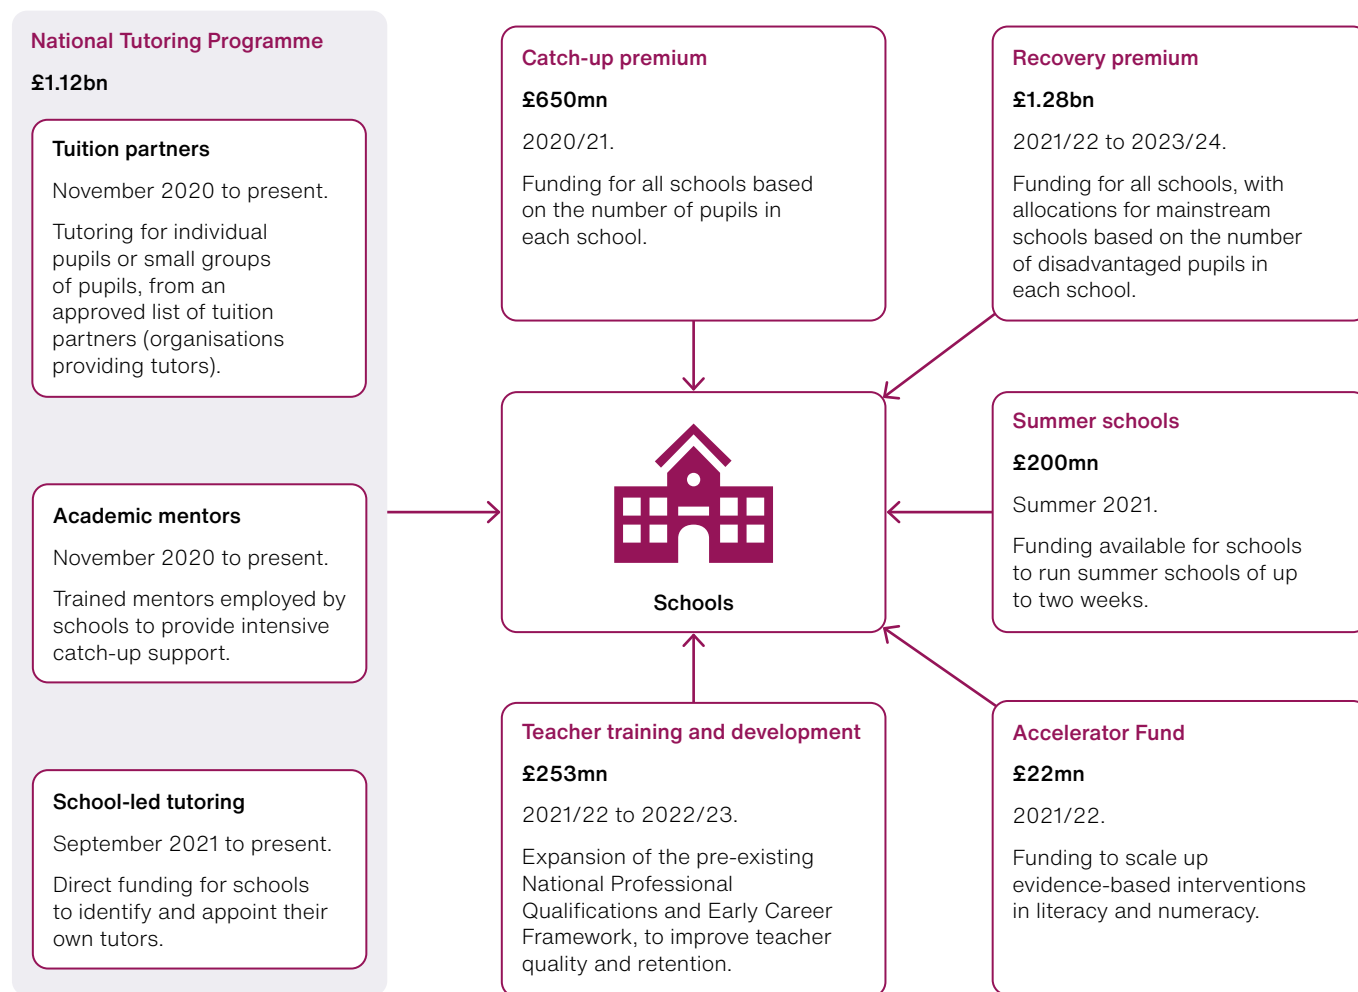 National Tutoring Programme
£1.12bn
Tuition partners
November 2020 to present.
Tutoring for individual
pupils or small groups
of pupils, from an
approved list of tuition
partners (organisations
providing tutors).
Academic mentors
November 2020 to present.
Trained mentors employed by
schools to provide intensive
catch-up support.
School-led tutoring
September 2021 to present.
Direct funding for schools
to identify and appoint their
own tutors.
Catch-up premium
£650mn
2020/21.
Funding for all schools based
on the number of pupils in
each school.
Schools
Teacher training and development
£253mn
2021/22 to 2022/23.
Expansion of the pre-existing
National Professional
Qualifications and Early Career
Framework, to improve teacher
quality and retention.
Recovery premium
£1.28bn
2021/22 to 2023/24.
Funding for all schools, with
allocations for mainstream
schools based on the number
of disadvantaged pupils in
each school.
Summer schools
£200mn
Summer 2021.
Funding available for schools
to run summer schools of up
to two weeks.
Accelerator Fund
£22mn
2021/22.
Funding to scale up
evidence-based interventions
in literacy and numeracy.